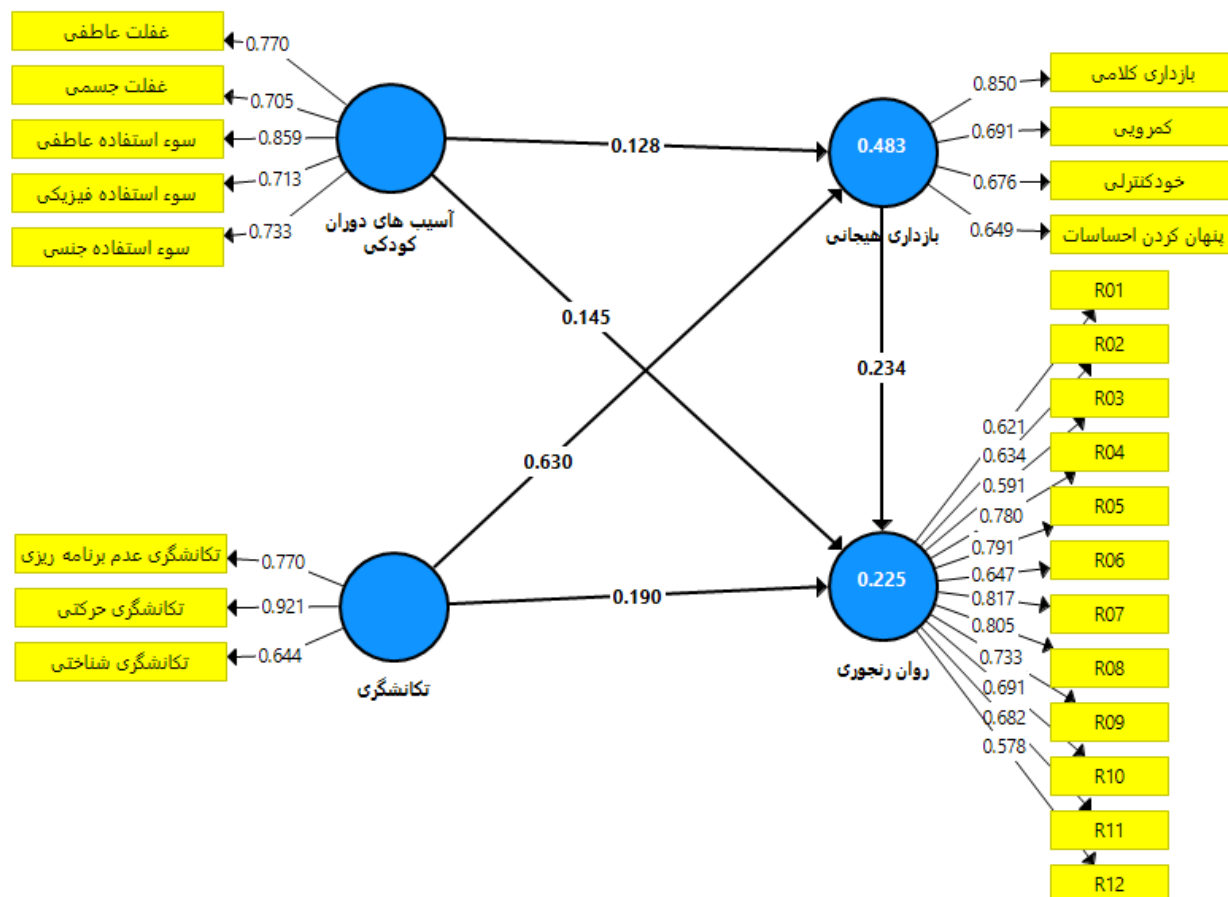 غفلت عاطفی
0.770
غفلت جسمی
0.705
سوء استفاده عاطفی
0.859
سوء استفاده فیزیکی
0.713
سوء استفاده جنسی
0.733
آسیب های دوران
کودکی
0.128
0.145
0.630
0.190
0.234
0.483
بازداری هیجانی
0.850
بازداری کلامی
0.691
کمرویی
0.676
خودکنترلی
0.649
پنهان کردن احساسات
تکانشگری عدم برنامه ریزی
0.770
تکانشگری حرکتی
0.921
تکانشگری شناختی
0.644
تکانشگری
0.225
روان رنجوری
0.621
0.634
0.591
0.780
0.791
0.647
0.817
0.805
0.733
0.691
0.682
0.578
R01
R02
R03
R04
R05
R06
R07
R08
R09
R10
R11
R12